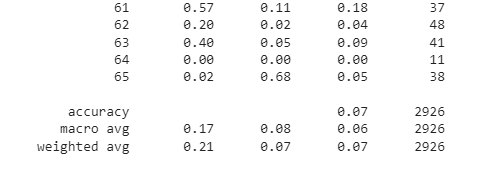 61 0.57 0.11 0.18 37
62 0.20 0.02 0.04 48
63 0.40 0.05 0.09 41
64 0.00 0.00 0.00 11
65 0.02 0.68 0.05 38
accuracy 0.07 2926
macro avg 0.17 0.08 0.06 2926
weighted avg 0.21 0.07 0.07 2926